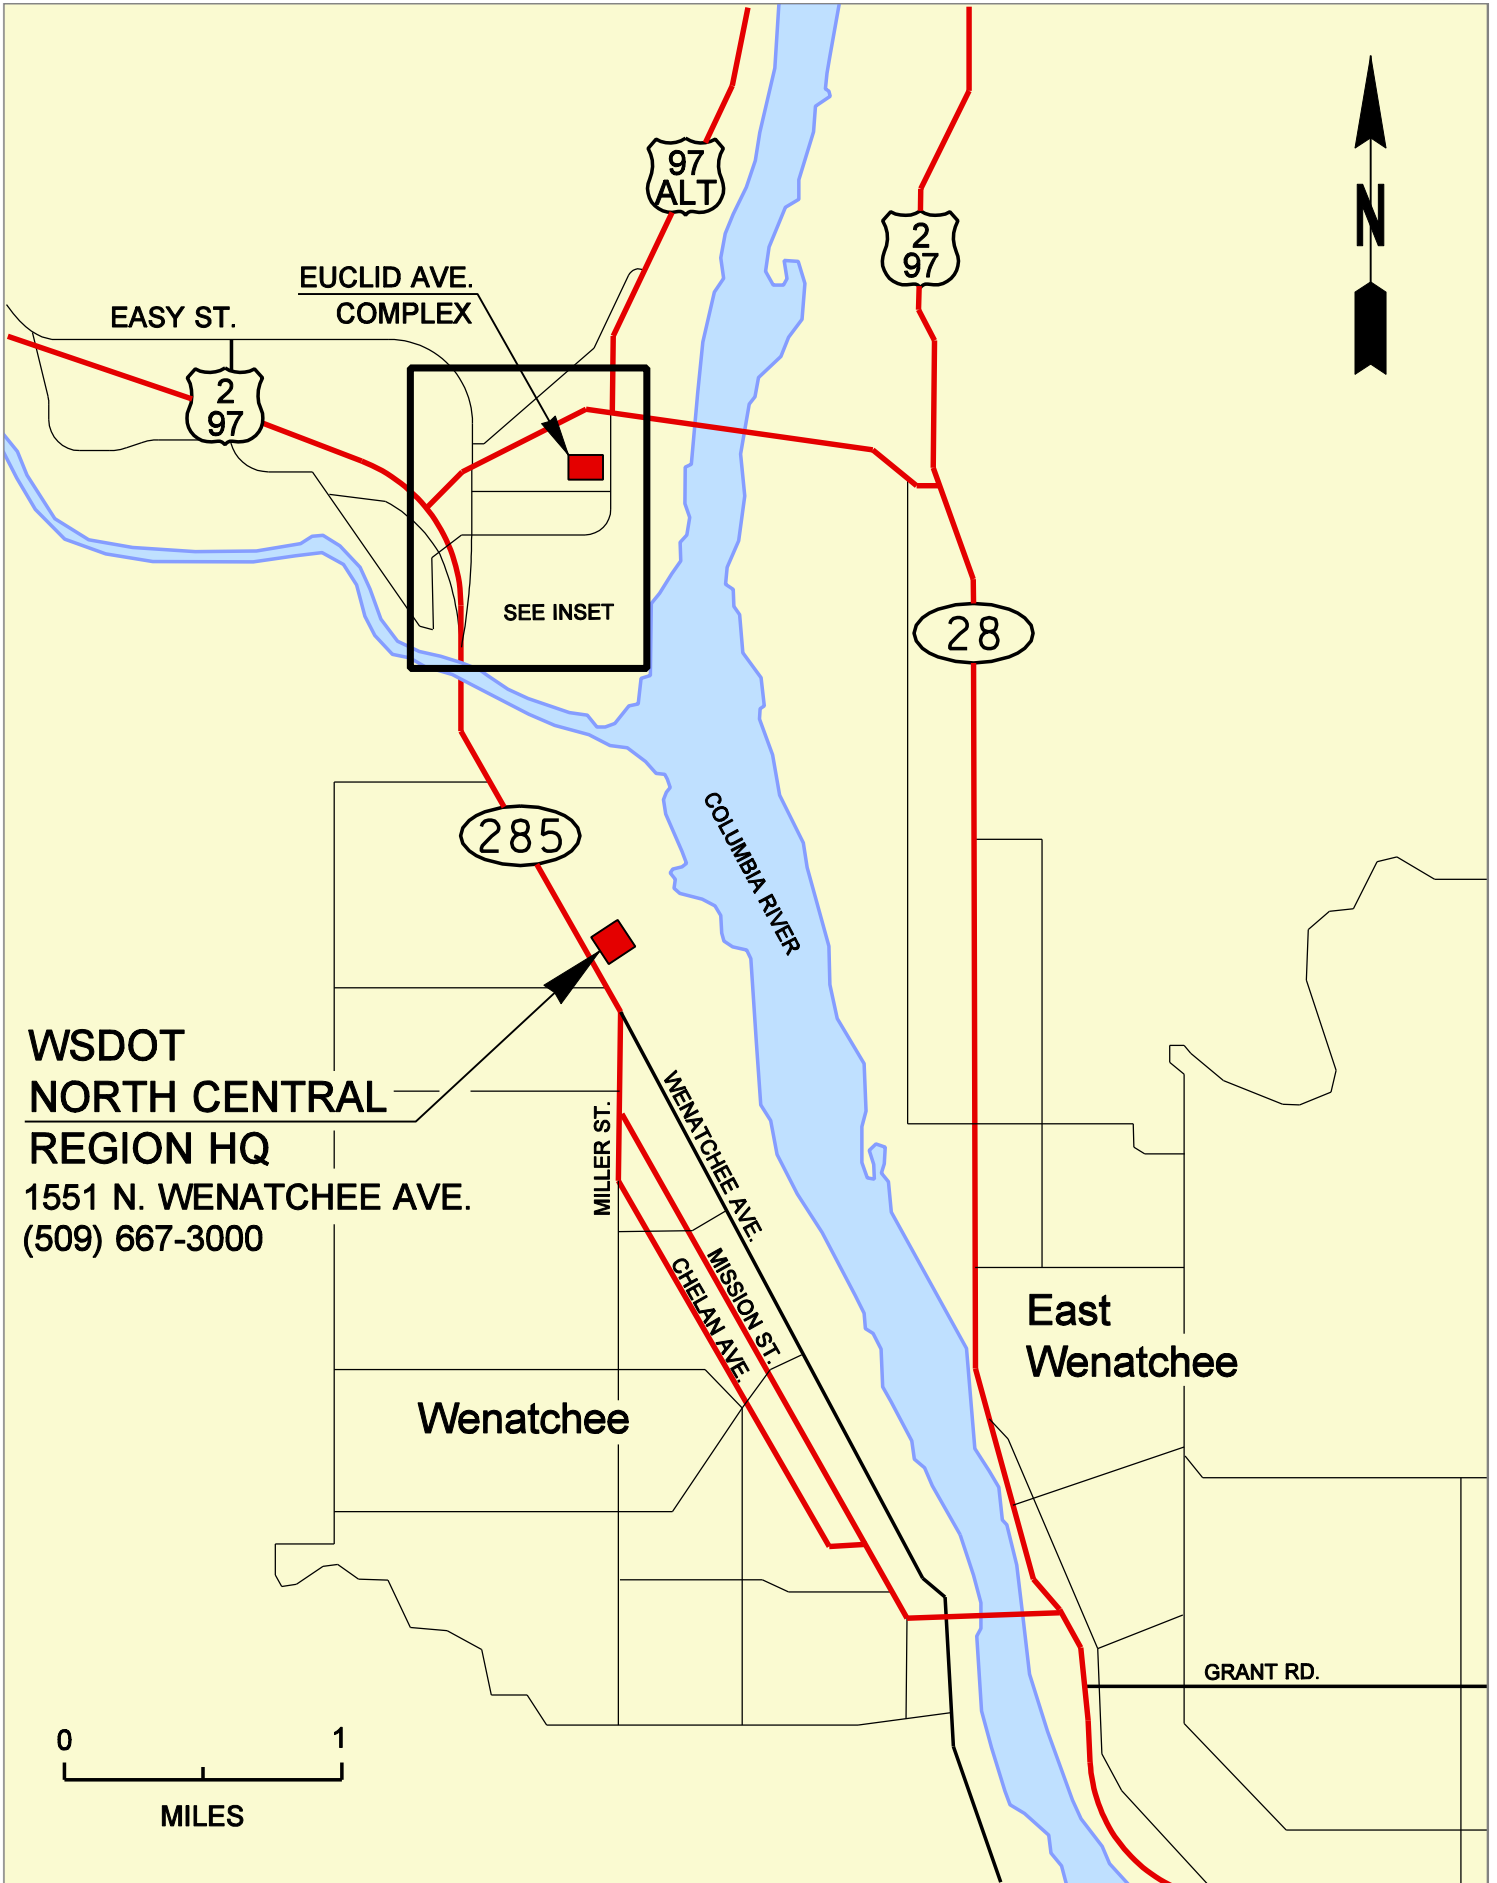 97
ALT
N
2
97
EUCLID AVE.
COMPLEX
EASY ST.
2
97
SEE INSET
28
285
COLUMBIA RIVER
WSDOT
NORTH CENTRAL
REGION HQ
1551 N. WENATCHEE AVE.
(509) 667-3000
MILLER ST.
WENATCHEE AVE.
MISSION ST.
CHELAN AVE.
East
Wenatchee
Wenatchee
GRANT RD.
0 1
MILES